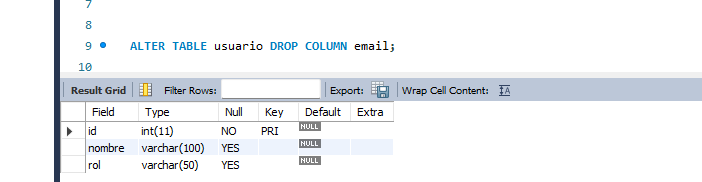 7
8
9 ALTER TABLE usuario DROP COLUMN email;
10
Result Grid Filter Rows: Export: Wrap Cell Content:
Field Type Null Key Default Extra
id int(11) NO PRI NULL
nombre varchar(100) YES NULL
rol varchar(50) YES NULL